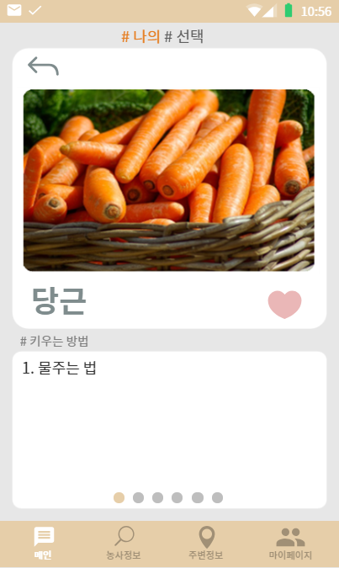 10:56
# 나의 # 선택
당근
# 키우는 방법
1. 물주는 법
메인 농사정보 주변정보 마이페이지